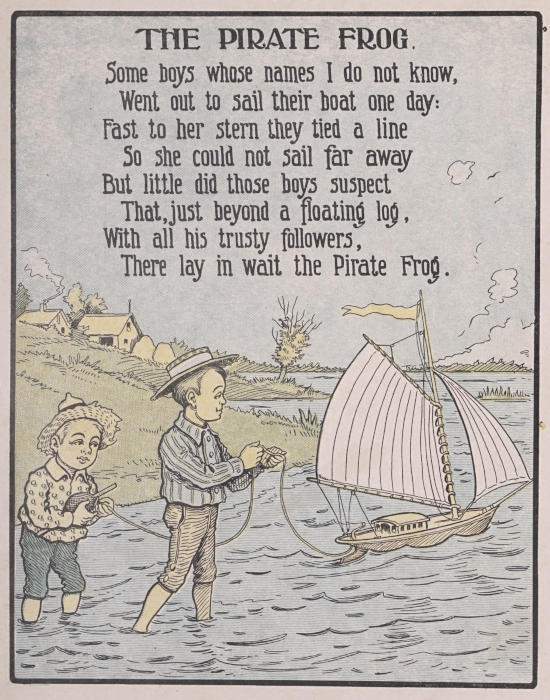 THE PIRATE FROG.
Some boys whose names I do not know,
Went out to sail their boat one day:
Fast to her stern they tied a line
So she could not sail far away
But little did those boys suspect
That, just beyond a floating log,
With all his trusty followers,
There lay in wait the Pirate Frog.